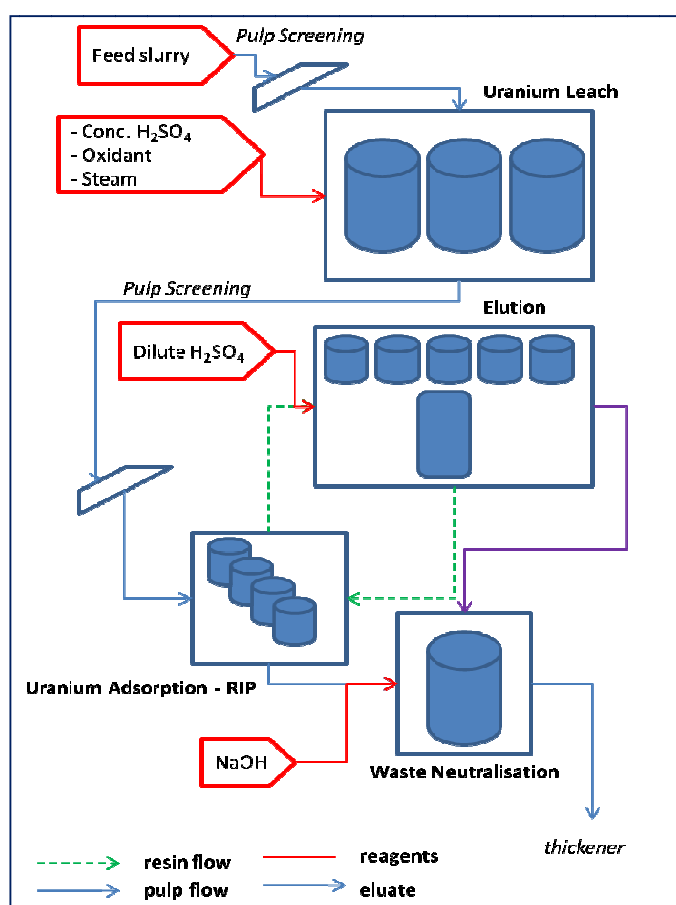 Pulp Screening
Feed slurry
Uranium Leach
- Conc. H₂SO₄
- Oxidant
- Steam
Pulp Screening
Elution
Dilute H₂SO₄
Uranium Adsorption - RIP
NaOH
Waste Neutralisation
thickener
resin flow
reagents
pulp flow
eluate